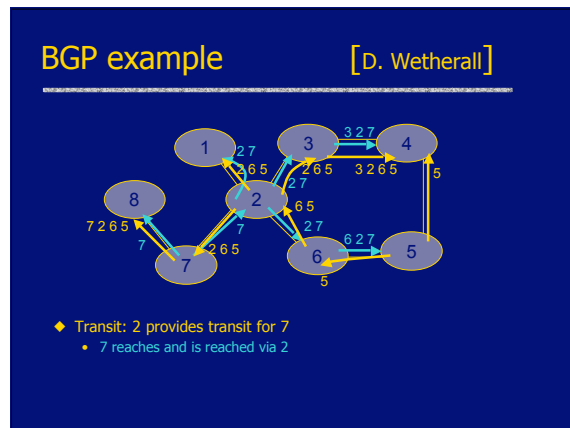 BGP example [D. Wetherall]
3 2 7
1
3
4
2 7
2 6 5
2 6 5
3 2 6 5
5
8
2
2 7
7 2 6 5
7
6 5
7
2 6 5
2 7
6 2 7
5
7
6
5
◆ Transit: 2 provides transit for 7
• 7 reaches and is reached via 2